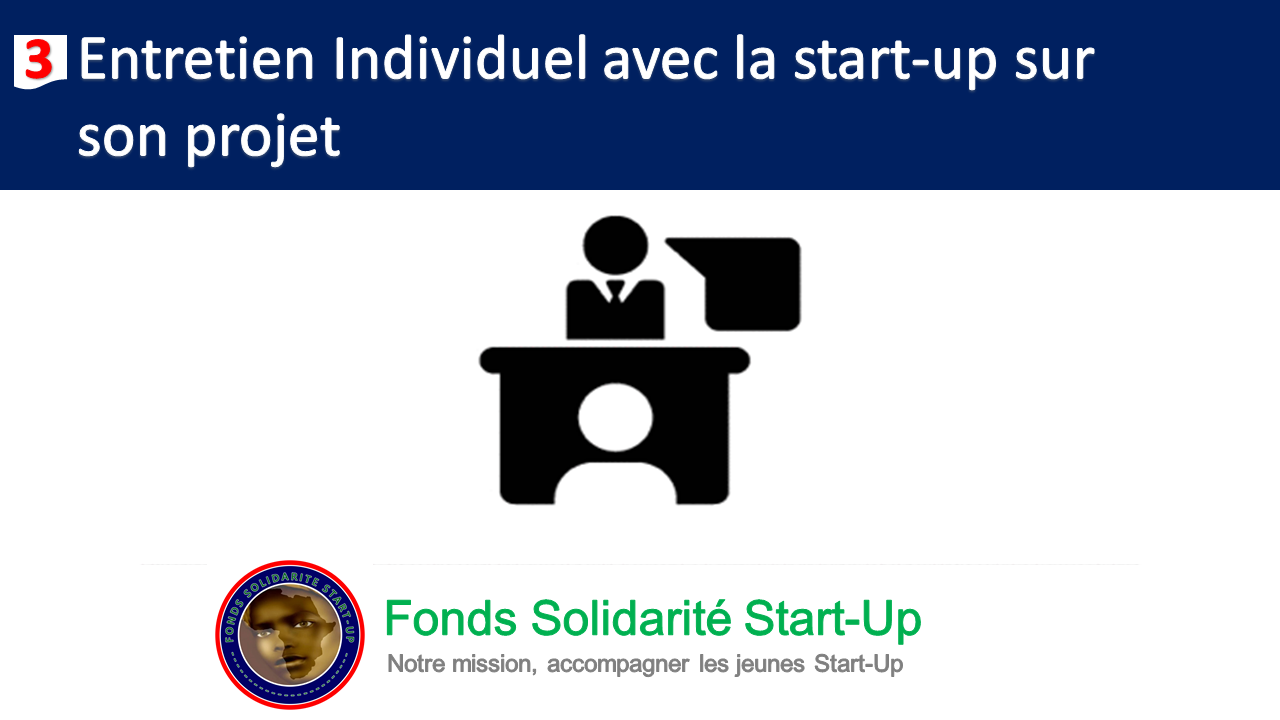 3 Entretien Individuel avec la start-up sur
son projet
FONDS SOLIDARITE START-UP
Fonds Solidarité Start-Up
Notre mission, accompagner les jeunes Start-Up